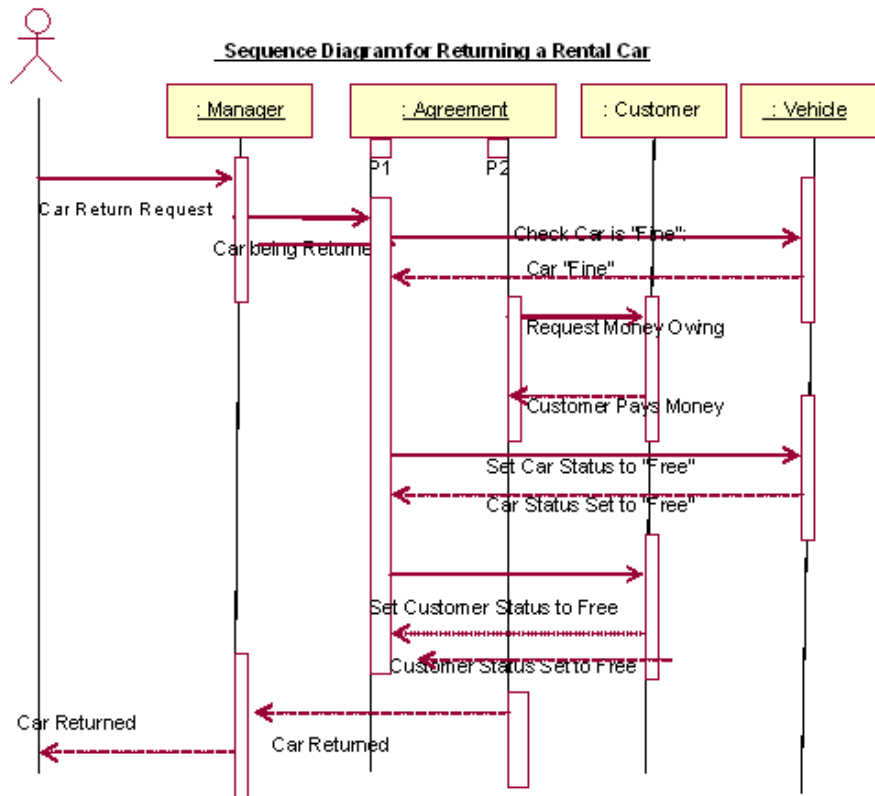 Sequence Diagram for Returning a Rental Car
: Manager
: Agreement
: Customer
: Vehicle
P1
P2
Car Return Request
Car being Returne
Check Car is "Fine":
Car "Fine"
Request Money Owing
Customer Pays Money
Set Car Status to "Free"
Car Status Set to "Free"
Set Customer Status to Free
Customer Status Set to Free
Car Returned
Car Returned